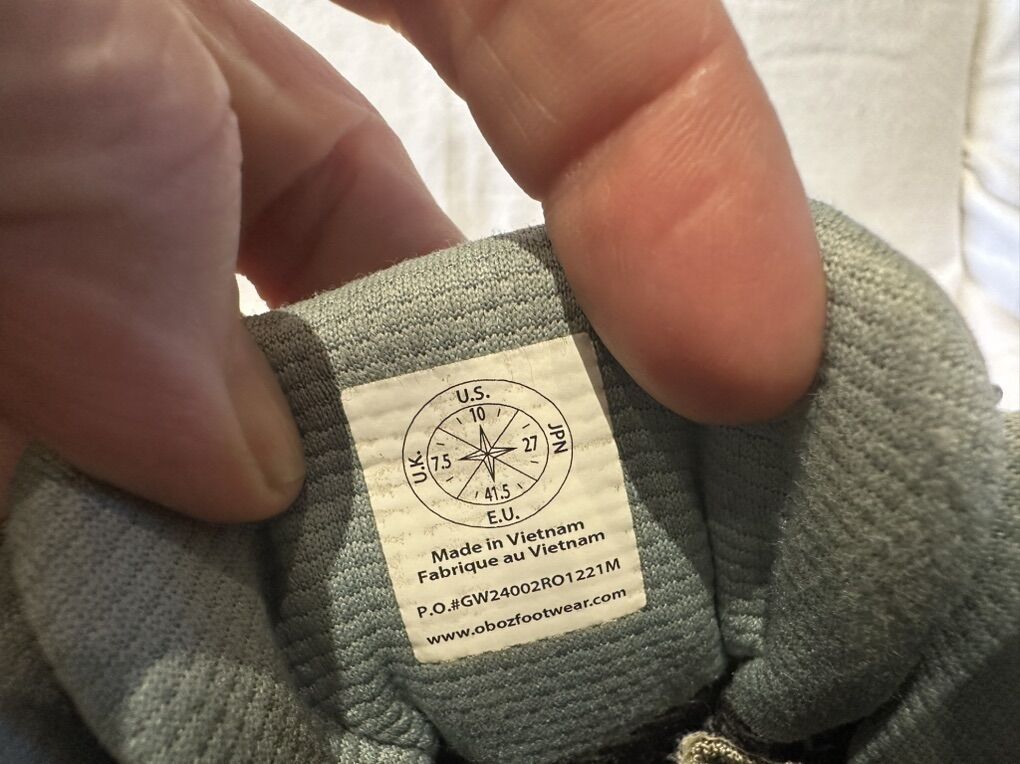 U.S.
10
U.K. 7.5 27 JPN
41.5
E.U.
Made in Vietnam
Fabrique au Vietnam
P.O.#GW24002RO1221M
www.obozfootwear.com